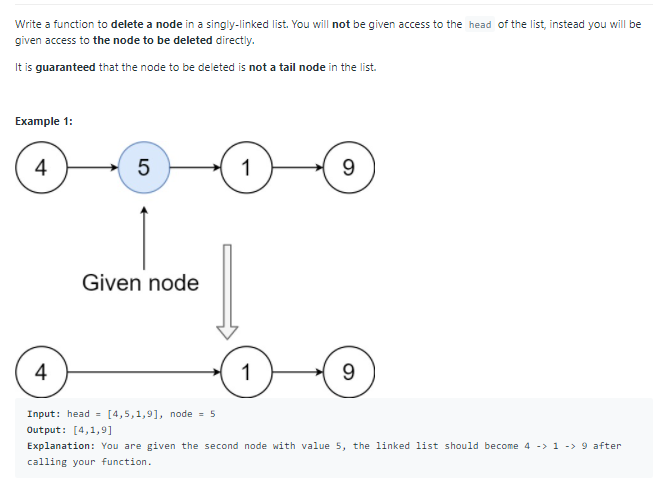 Write a function to delete a node in a singly-linked list. You will not be given access to the head of the list, instead you will be
given access to the node to be deleted directly.
It is guaranteed that the node to be deleted is not a tail node in the list.
Example 1:
4 5 1 9
Given node
4 1 9
Input: head = [4,5,1,9], node = 5
Output: [4,1,9]
Explanation: You are given the second node with value 5, the linked list should become 4 -> 1 -> 9 after
calling your function.